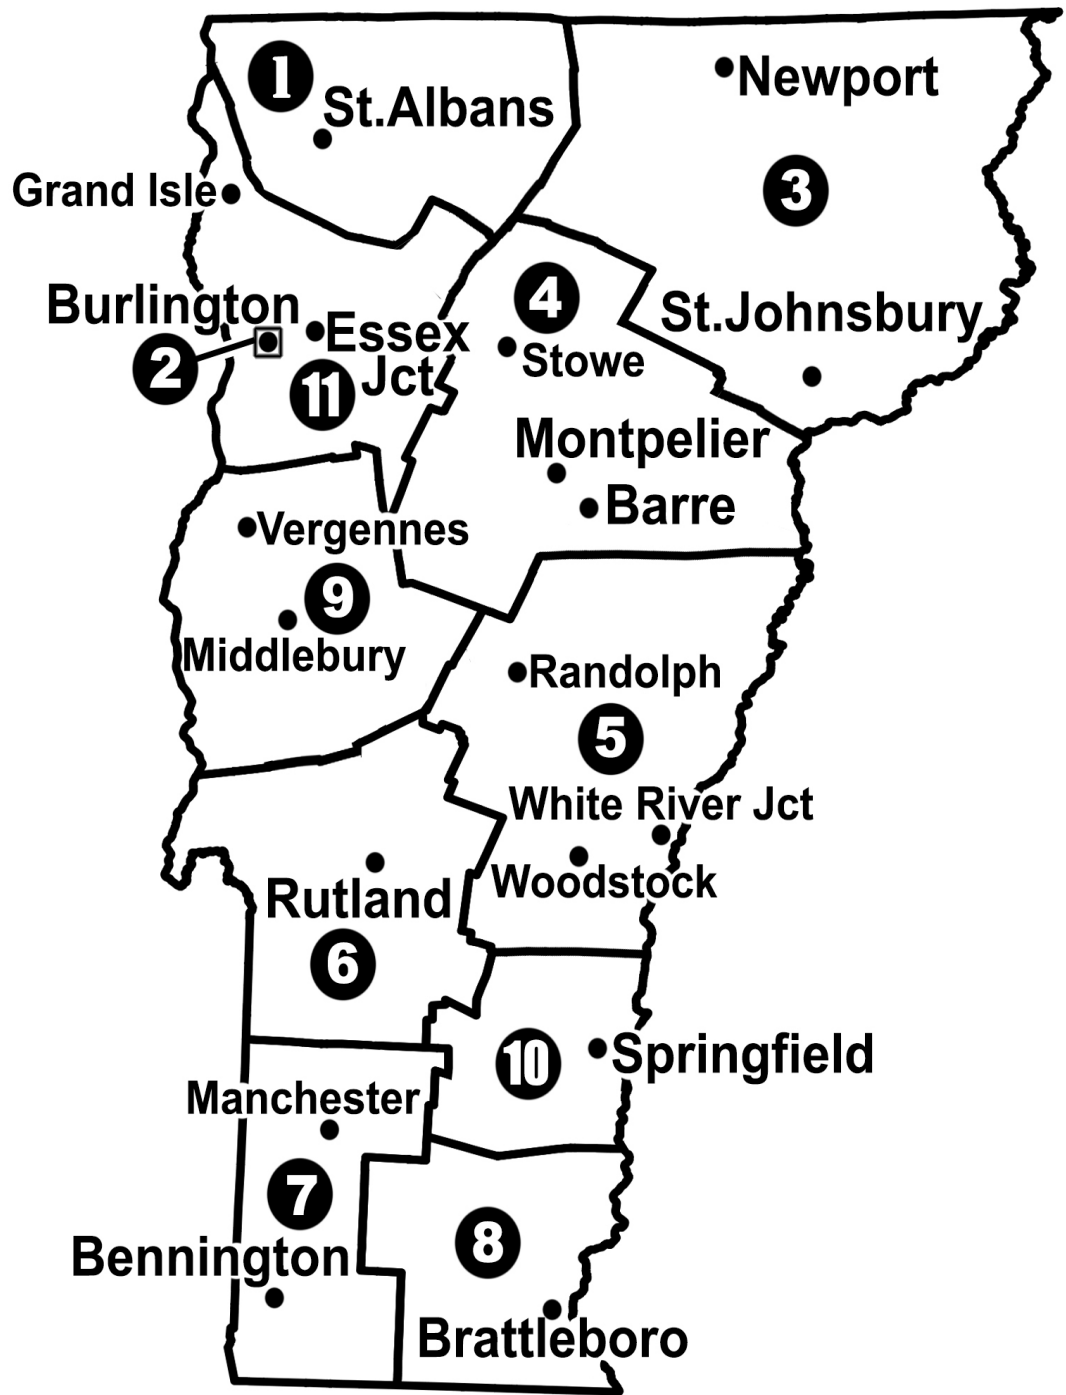 1
St.Albans
Newport
Grand Isle
3
4
Burlington
St.Johnsbury
Essex
Jct
Stowe
2
11
Montpelier
Barre
Vergennes
9
Middlebury
Randolph
5
White River Jct
Woodstock
Rutland
6
10
Springfield
Manchester
7
8
Bennington
Brattleboro